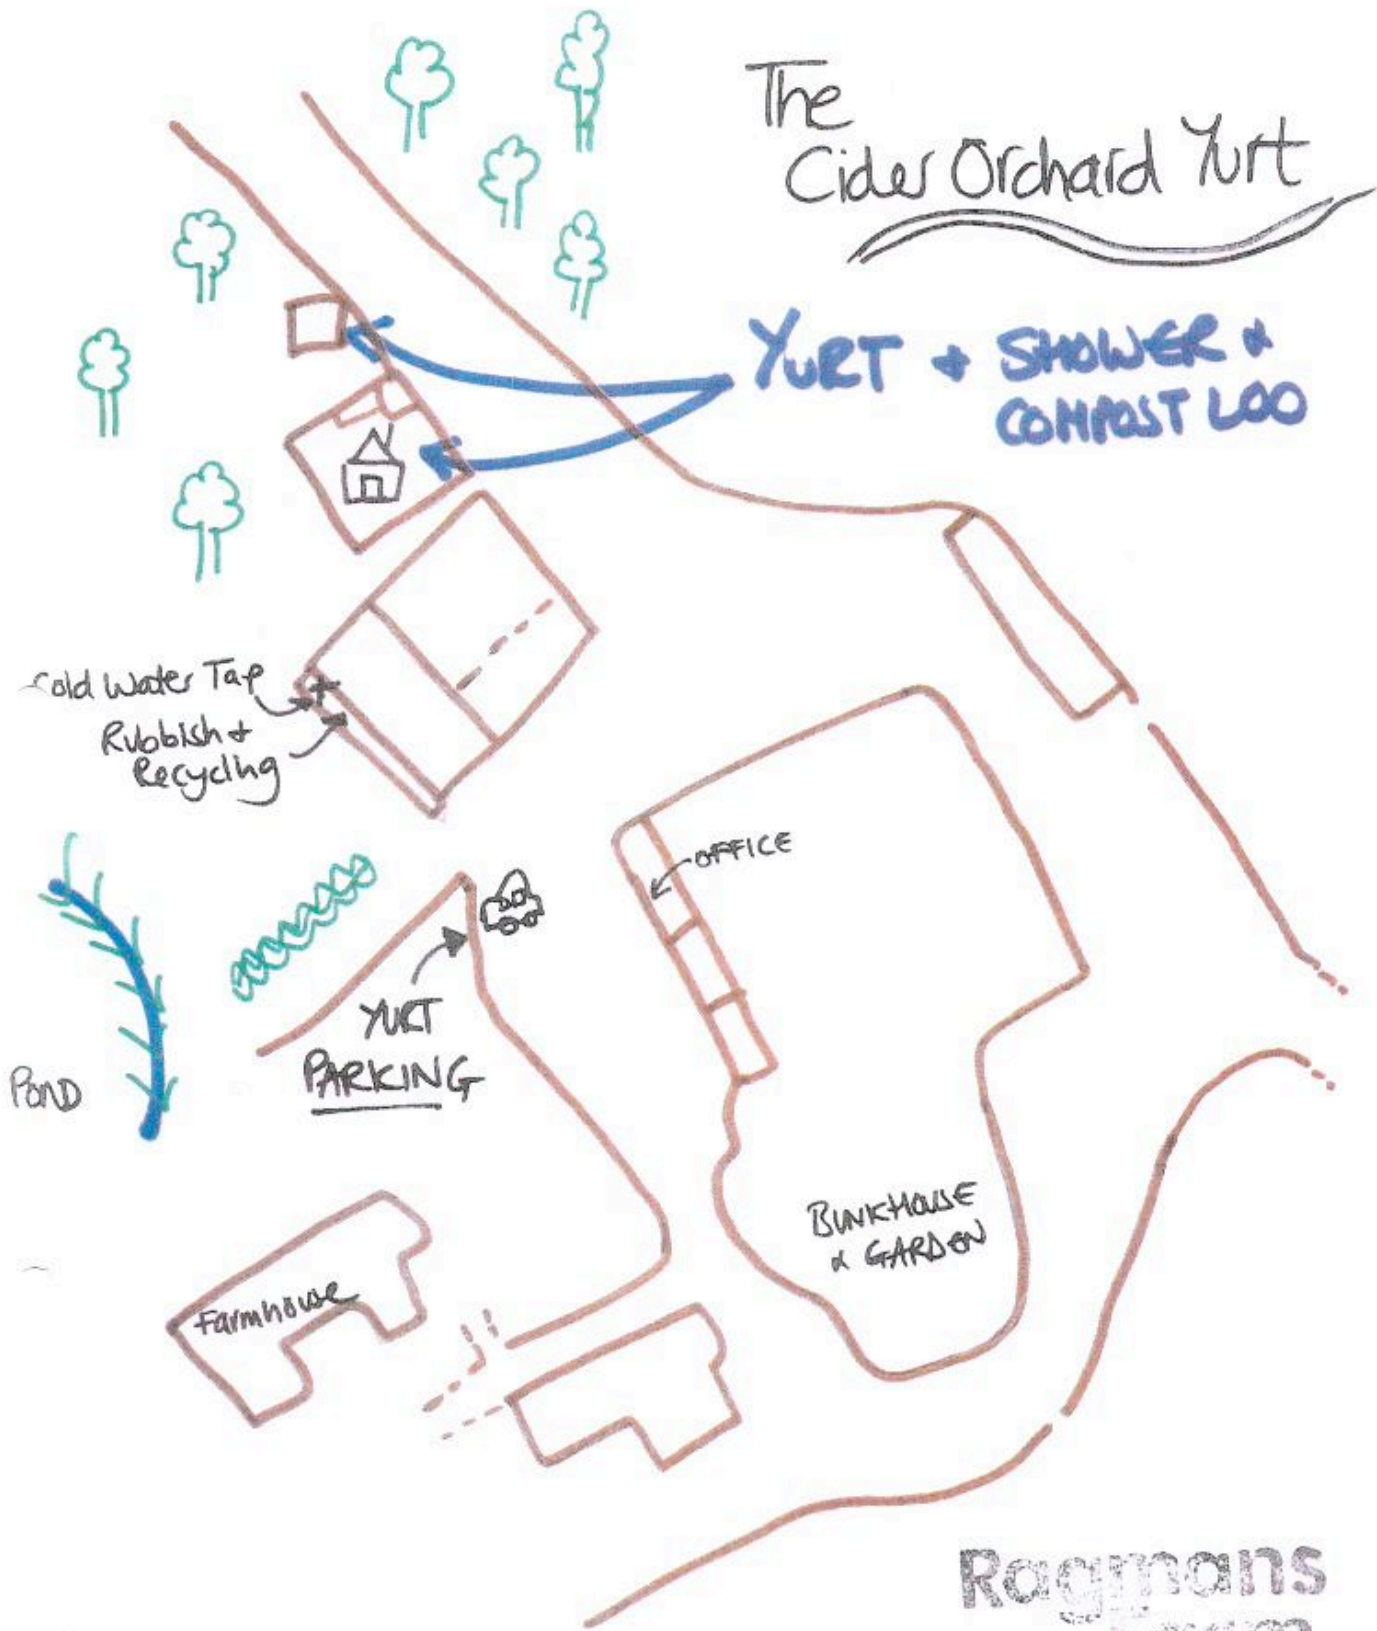 The
Cider Orchard Yurt
YURT + SHOWER &
COMPOST LOO
Cold Water Tap
Rubbish +
Recycling
OFFICE
YURT
PARKING
POND
BUNKHOUSE
& GARDEN
Farmhouse
Ragmans